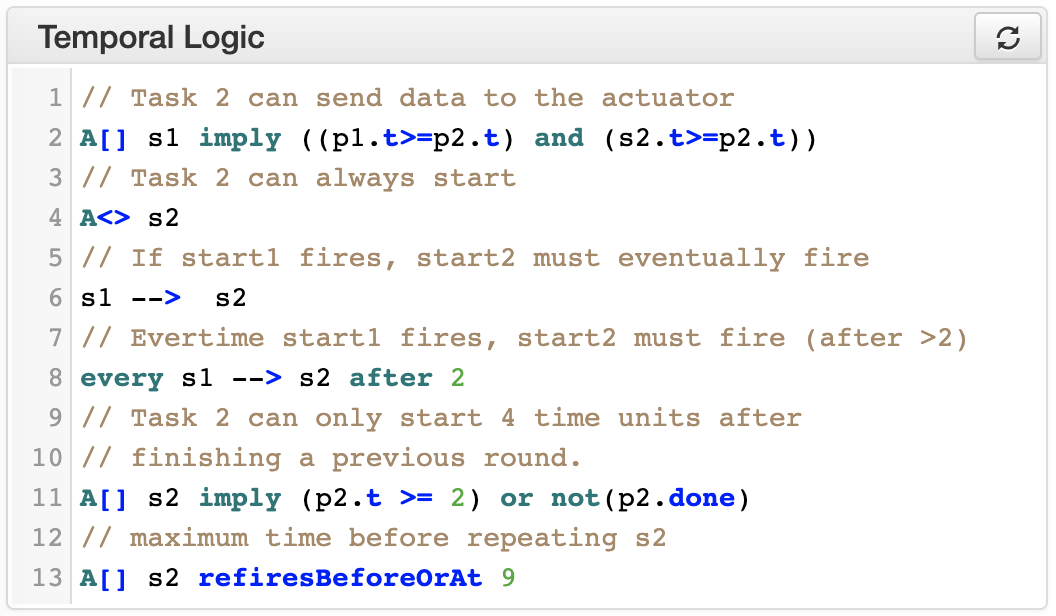 Temporal Logic
1 // Task 2 can send data to the actuator
2 A[] s1 imply ((p1.t>=p2.t) and (s2.t>=p2.t))
3 // Task 2 can always start
4 A<> s2
5 // If start1 fires, start2 must eventually fire
6 s1 -->  s2
7 // Evertime start1 fires, start2 must fire (after >2)
8 every s1 --> s2 after 2
9 // Task 2 can only start 4 time units after
10 // finishing a previous round.
11 A[] s2 imply (p2.t >= 2) or not(p2.done)
12 // maximum time before repeating s2
13 A[] s2 refiresBeforeOrAt 9